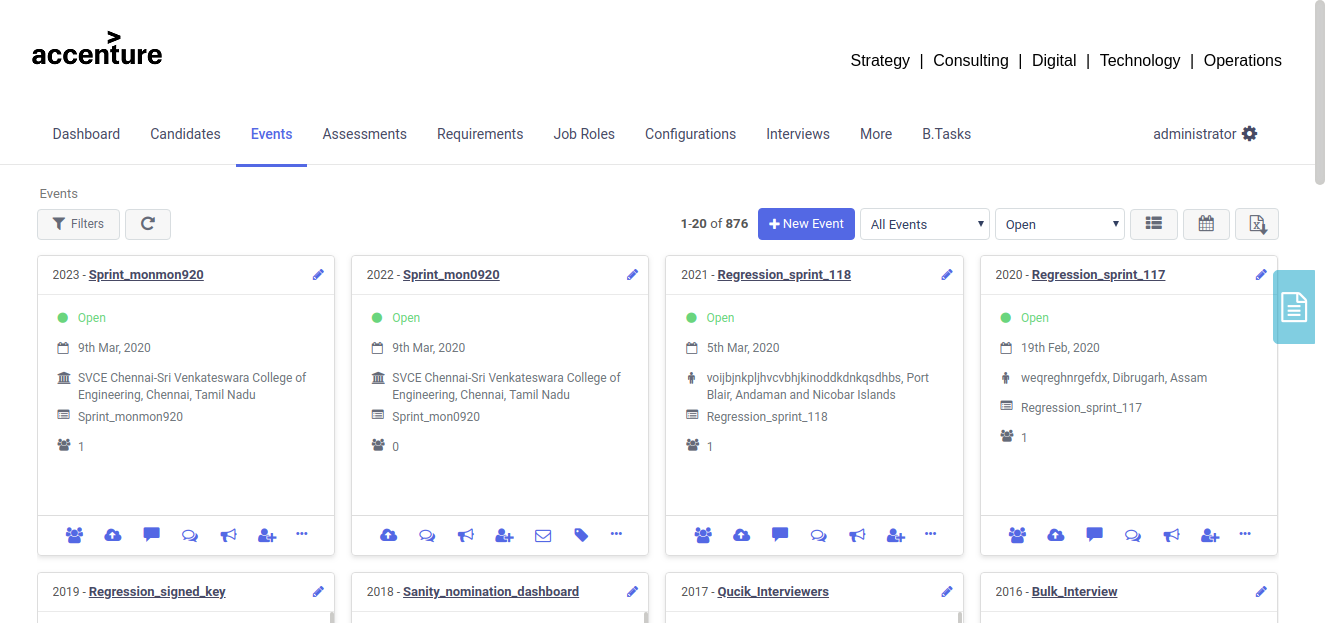 accenture
Strategy | Consulting | Digital | Technology | Operations
Dashboard Candidates Events Assessments Requirements Job Roles Configurations Interviews More B.Tasks administrator
Events
Filters 1-20 of 876 New Event All Events Open
2023 - Sprint_monmon920
Open
9th Mar, 2020
SVCE Chennai-Sri Venkateswara College of
Engineering, Chennai, Tamil Nadu
Sprint_monmon920
1
2022 - Sprint_mon0920
Open
9th Mar, 2020
SVCE Chennai-Sri Venkateswara College of
Engineering, Chennai, Tamil Nadu
Sprint_mon0920
0
2021 - Regression_sprint_118
Open
5th Mar, 2020
voijbjnkpljhvcvbhjkinoddkdnkqsdhbs, Port
Blair, Andaman and Nicobar Islands
Regression_sprint_118
1
2020 - Regression_sprint_117
Open
19th Feb, 2020
weqreghnrgefdx, Dibrugarh, Assam
Regression_sprint_117
1
2019 - Regression_signed_key
2018 - Sanity_nomination_dashboard
2017 - Qucik_Interviewers
2016 - Bulk_Interview